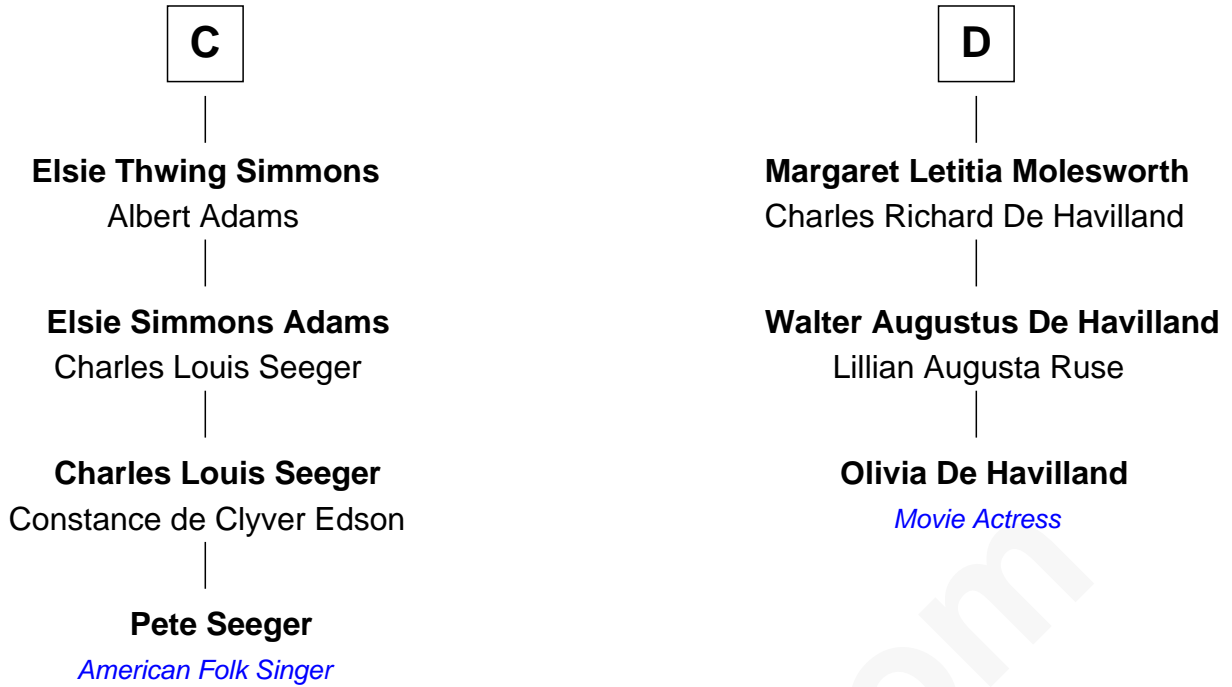 C
Elsie Thwing Simmons
Albert Adams
Elsie Simmons Adams
Charles Louis Seeger
Charles Louis Seeger
Constance de Clyver Edson
Pete Seeger
American Folk Singer
D
Margaret Letitia Molesworth
Charles Richard De Havilland
Walter Augustus De Havilland
Lillian Augusta Ruse
Olivia De Havilland
Movie Actress
om